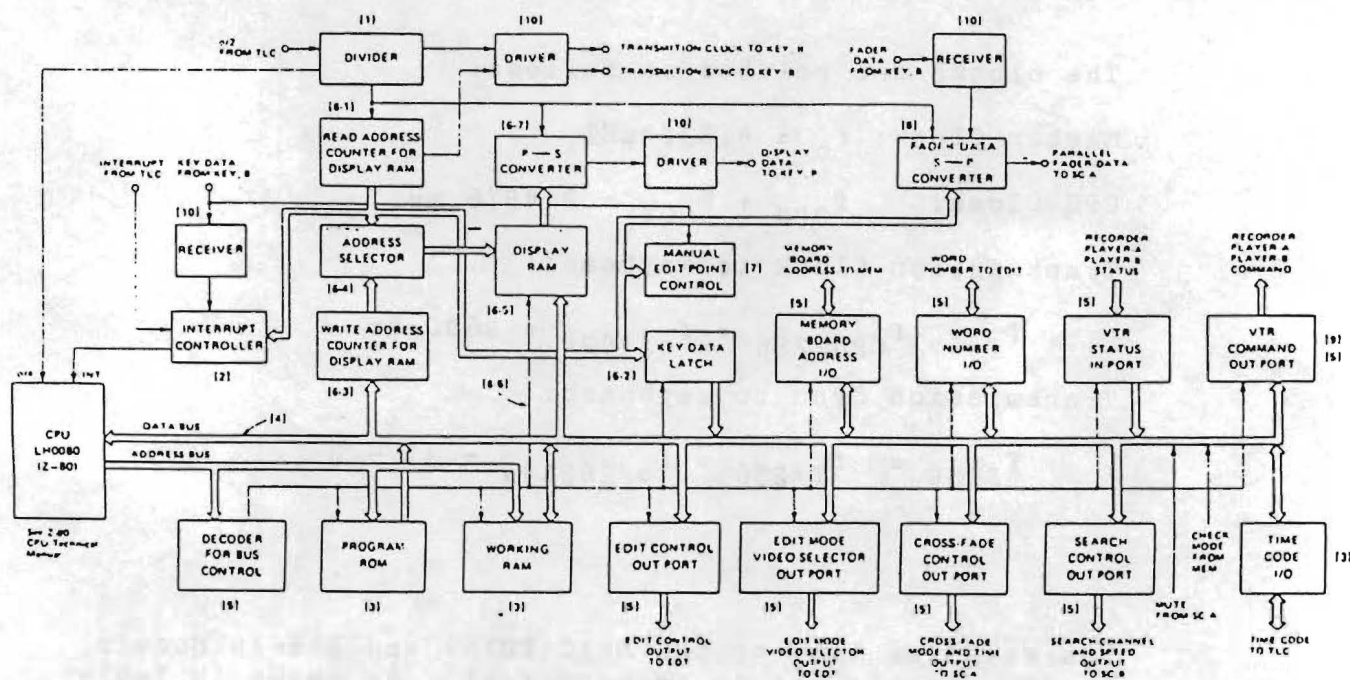 [1]
[10]
[10]
FROM TLC
DIVIDER
DRIVER
TRANSMITION CLOCK TO KEY, H
TRANSMITION SYNC TO KEY, B
FADER
DATA
FROM KEY, B
RECEIVER
[6-1]
READ ADDRESS
COUNTER FOR
DISPLAY RAM
[6-7]
P — S
CONVERTER
[10]
DRIVER
DISPLAY
DATA
TO KEY, P
[8]
FADER DATA
S — P
CONVERTER
PARALLEL
FADER DATA
TO SC A
INTERRUPT
FROM TLC
KEY DATA
FROM KEY, B
[10]
RECEIVER
ADDRESS
SELECTOR
[6-4]
DISPLAY
RAM
[6-5]
MANUAL
EDIT POINT
CONTROL
[7]
MEMORY
BOARD
ADDRESS TO MEM
WORD
NUMBER TO EDIT
RECORDER
PLAYER A
PLAYER B
STATUS
RECORDER
PLAYER A
PLAYER B
COMMAND
INTERRUPT
CONTROLLER
[2]
WRITE ADDRESS
COUNTER FOR
DISPLAY RAM
[6-3]
[6-6]
[6-2]
KEY DATA
LATCH
[5]
MEMORY
BOARD
ADDRESS
I/O
[5]
WORD
NUMBER
I/O
[5]
VTR
STATUS
IN PORT
VTR
COMMAND
OUT PORT
[9]
[5]
INT
CPU
LH0080
(Z-80)
DATA BUS
[4]
ADDRESS BUS
See Z-80
CPU Technical
Manual
DECODER
FOR BUS
CONTROL
[5]
PROGRAM
ROM
[3]
WORKING
RAM
[3]
EDIT CONTROL
OUT PORT
[5]
EDIT CONTROL
OUTPUT
TO EDT
EDIT MODE
VIDEO SELECTOR
OUT PORT
[5]
EDIT MODE
VIDEO SELECTOR
OUTPUT
TO EDT
CROSS-FADE
CONTROL
OUT PORT
[5]
CROSS FADE
MODE AND TIME
OUTPUT
TO SC A
SEARCH
CONTROL
OUT PORT
[5]
SEARCH CHANNEL
AND SPEED
OUTPUT
TO SC B
MUTE
FROM SC A
CHECK
MODE
FROM
MEM
TIME
CODE
I/O
[3]
TIME CODE
TO TLC